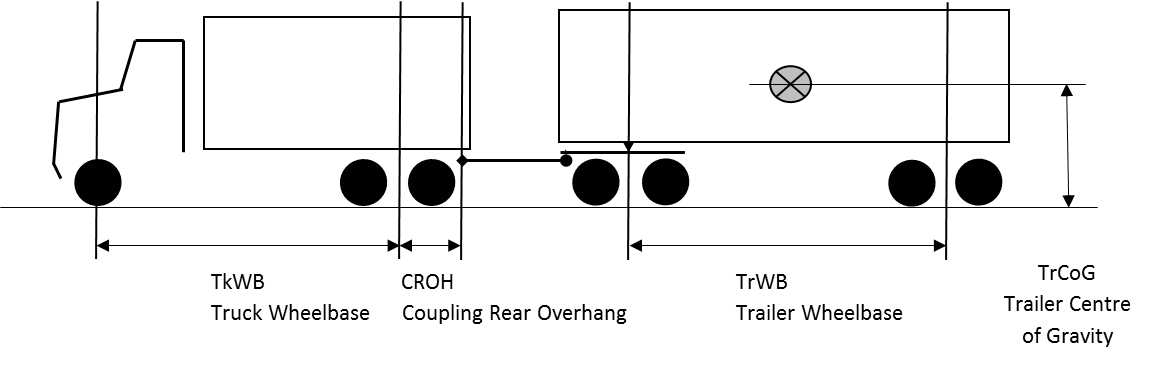 TkWB
Truck Wheelbase
CROH
Coupling Rear Overhang
TrWB
Trailer Wheelbase
TrCoG
Trailer Centre
of Gravity